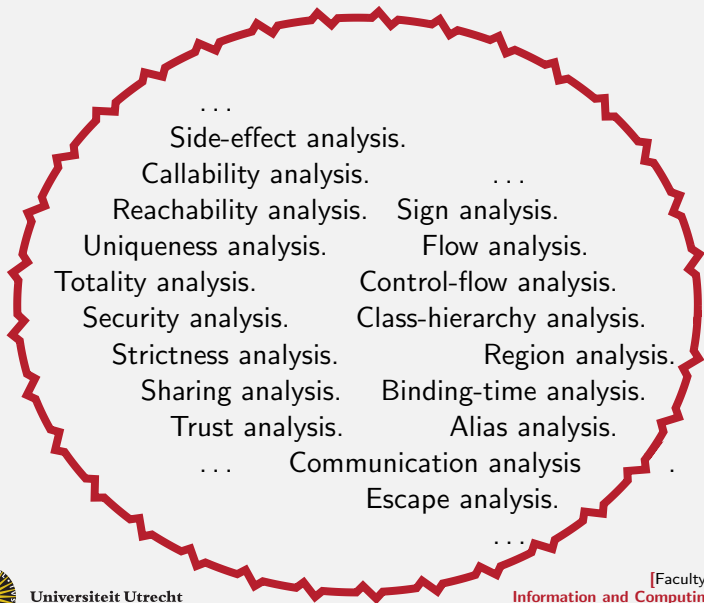 ...
Side-effect analysis.
Callability analysis. ...
Reachability analysis. Sign analysis.
Uniqueness analysis. Flow analysis.
Totality analysis. Control-flow analysis.
Security analysis. Class-hierarchy analysis.
Strictness analysis. Region analysis.
Sharing analysis. Binding-time analysis.
Trust analysis. Alias analysis.
... Communication analysis .
Escape analysis.
...
[Faculty
Universiteit Utrecht Information and Computin